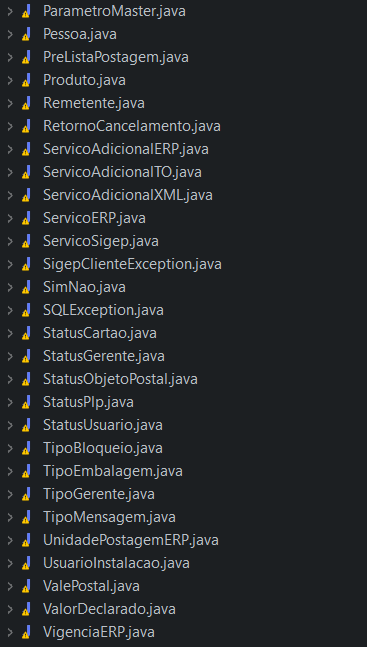 ParametroMaster.java
Pessoa.java
PreListaPostagem.java
Produto.java
Remetente.java
RetornoCancelamento.java
ServicoAdicionalERP.java
ServicoAdicionalTO.java
ServicoAdicionalXML.java
ServicoERP.java
ServicoSigep.java
SigepClienteException.java
SimNao.java
SQLException.java
StatusCartao.java
StatusGerente.java
StatusObjetoPostal.java
StatusPlp.java
StatusUsuario.java
TipoBloqueio.java
TipoEmbalagem.java
TipoGerente.java
TipoMensagem.java
UnidadePostagemERP.java
UsuarioInstalacao.java
ValePostal.java
ValorDeclarado.java
VigenciaERP.java